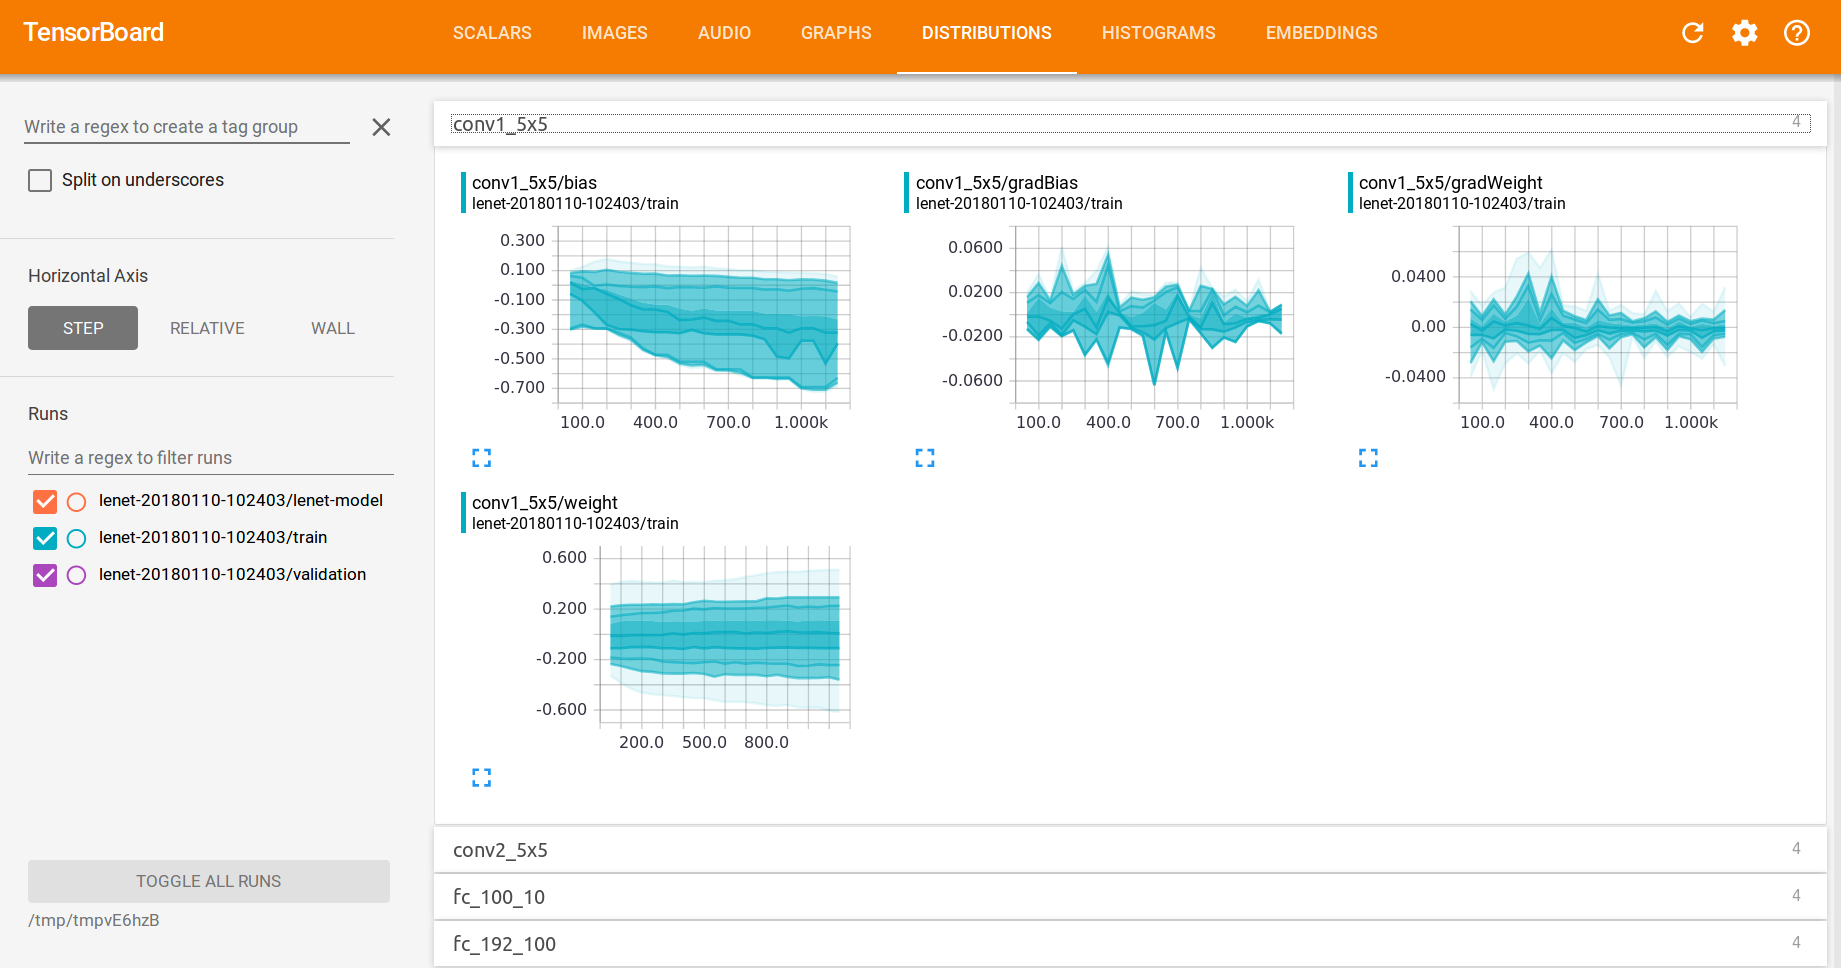 TensorBoard
SCALARS IMAGES AUDIO GRAPHS DISTRIBUTIONS HISTOGRAMS EMBEDDINGS
Write a regex to create a tag group
Split on underscores
Horizontal Axis
STEP RELATIVE WALL
Runs
Write a regex to filter runs
lenet-20180110-102403/lenet-model
lenet-20180110-102403/train
lenet-20180110-102403/validation
TOGGLE ALL RUNS
/tmp/tmpvE6hzB
conv1_5x5 4
conv1_5x5/bias
lenet-20180110-102403/train
0.300
0.100
-0.100
-0.300
-0.500
-0.700
100.0 400.0 700.0 1.000k
conv1_5x5/gradBias
lenet-20180110-102403/train
0.0600
0.0200
-0.0200
-0.0600
100.0 400.0 700.0 1.000k
conv1_5x5/gradWeight
lenet-20180110-102403/train
0.0400
0.00
-0.0400
100.0 400.0 700.0 1.000k
conv1_5x5/weight
lenet-20180110-102403/train
0.600
0.200
-0.200
-0.600
200.0 500.0 800.0
conv2_5x5 4
fc_100_10 4
fc_192_100 4